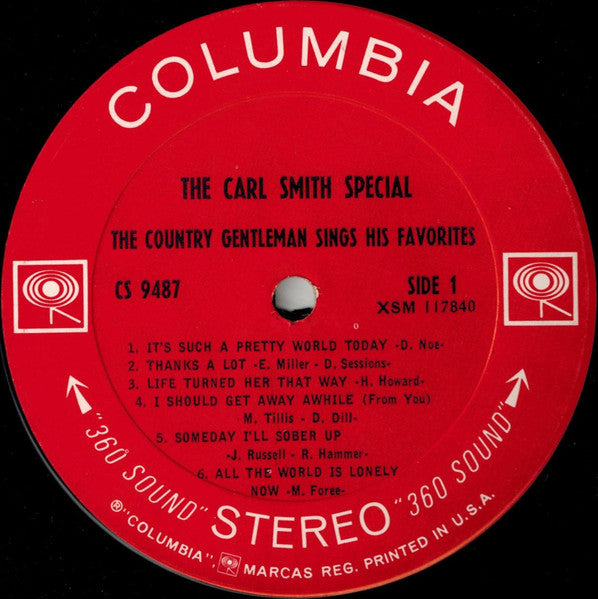 COLUMBIA
THE CARL SMITH SPECIAL
THE COUNTRY GENTLEMAN SINGS HIS FAVORITES
CS 9487
SIDE 1
XSM 117840
1. IT'S SUCH A PRETTY WORLD TODAY -D. Noe-
2. THANKS A LOT -E. Miller - D. Sessions-
3. LIFE TURNED HER THAT WAY -H. Howard-
4. I SHOULD GET AWAY AWHILE (From You)
M. Tillis - D. Dill-
5. SOMEDAY I'LL SOBER UP
-J. Russell - R. Hammer-
6. ALL THE WORLD IS LONELY
NOW -M. Foree-
"360 SOUND" STEREO "360 SOUND"
®"COLUMBIA", MARCAS REG. PRINTED IN U.S.A.